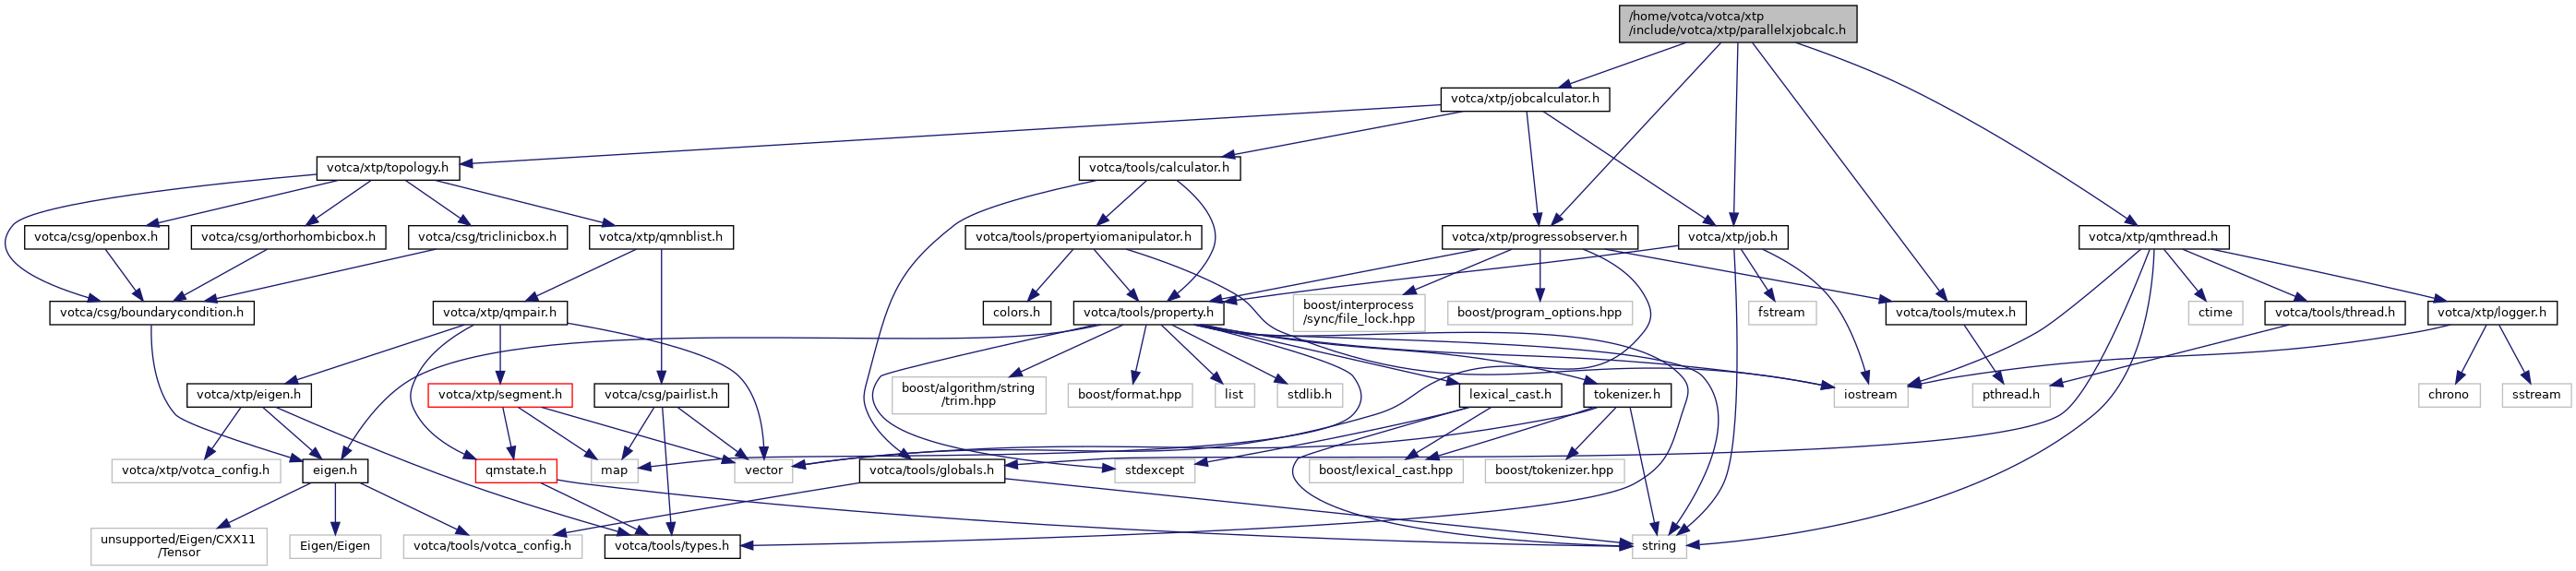 /home/votca/votca/xtp
/include/votca/xtp/parallelxjobcalc.h
votca/xtp/jobcalculator.h
votca/xtp/topology.h
votca/tools/calculator.h
votca/csg/openbox.h
votca/csg/orthorhombicbox.h
votca/csg/triclinicbox.h
votca/xtp/qmnblist.h
votca/tools/propertyiomanipulator.h
votca/xtp/progressobserver.h
votca/xtp/job.h
votca/xtp/qmthread.h
votca/csg/boundarycondition.h
votca/xtp/qmpair.h
colors.h
votca/tools/property.h
boost/interprocess
/sync/file_lock.hpp
boost/program_options.hpp
fstream
votca/tools/mutex.h
ctime
votca/tools/thread.h
votca/xtp/logger.h
votca/xtp/eigen.h
votca/xtp/segment.h
votca/csg/pairlist.h
boost/algorithm/string
/trim.hpp
boost/format.hpp
list
stdlib.h
lexical_cast.h
tokenizer.h
iostream
pthread.h
chrono
sstream
votca/xtp/votca_config.h
eigen.h
qmstate.h
map
vector
votca/tools/globals.h
stdexcept
boost/lexical_cast.hpp
boost/tokenizer.hpp
unsupported/Eigen/CXX11
/Tensor
Eigen/Eigen
votca/tools/votca_config.h
votca/tools/types.h
string